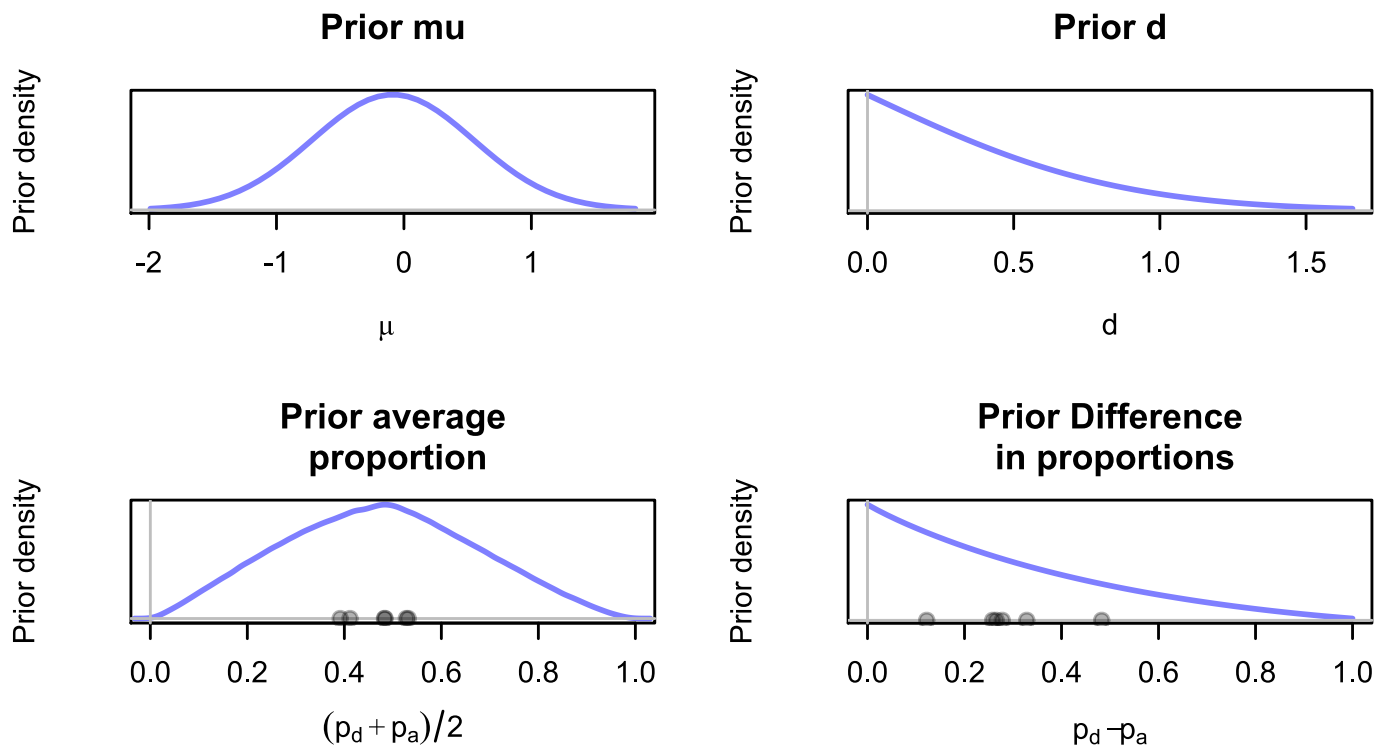 Prior mu
Prior density
-2 -1 0 1
μ
Prior d
Prior density
0.0 0.5 1.0 1.5
d
Prior average
proportion
Prior density
0.0 0.2 0.4 0.6 0.8 1.0
(p_d + p_a)/2
Prior Difference
in proportions
Prior density
0.0 0.2 0.4 0.6 0.8 1.0
p_d −p_a